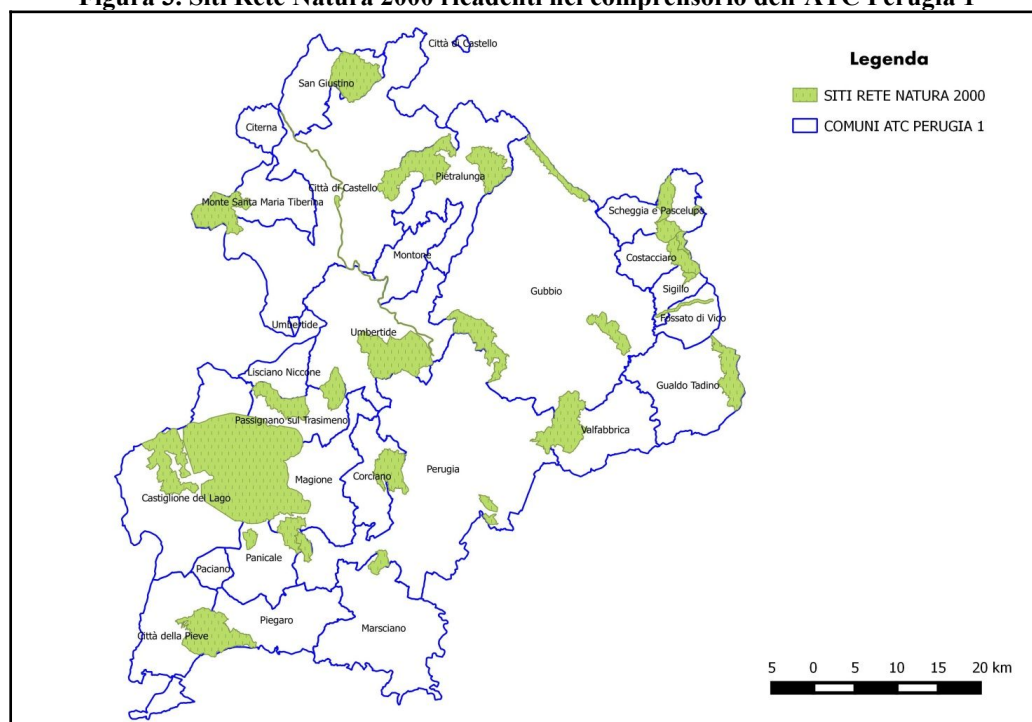 Figura 3. Siti Rete Natura 2000 ricadenti nel comprensorio dell'ATC Perugia 1
Città di Castello
Legenda
San Giustino
SITI RETE NATURA 2000
Citerna
COMUNI ATC PERUGIA 1
Pietralunga
Città di Castello
Monte Santa Maria Tiberina
Scheggia e Pascelupo
Montone
Costacciaro
Sigillo
Gubbio
Fossato di Vico
Umbertide
Umbertide
Lisciano Niccone
Gualdo Tadino
Passignano sul Trasimeno
Valfabbrica
Perugia
Corciano
Magione
Castiglione del Lago
Panicale
Paciano
Piegaro
Marsciano
Città della Pieve
5 0 5 10 15 20 km